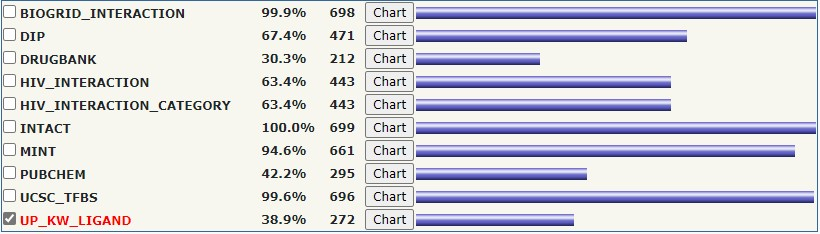 BIOGRID_INTERACTION 99.9% 698 Chart
DIP 67.4% 471 Chart
DRUGBANK 30.3% 212 Chart
HIV_INTERACTION 63.4% 443 Chart
HIV_INTERACTION_CATEGORY 63.4% 443 Chart
INTACT 100.0% 699 Chart
MINT 94.6% 661 Chart
PUBCHEM 42.2% 295 Chart
UCSC_TFBS 99.6% 696 Chart
UP_KW_LIGAND 38.9% 272 Chart